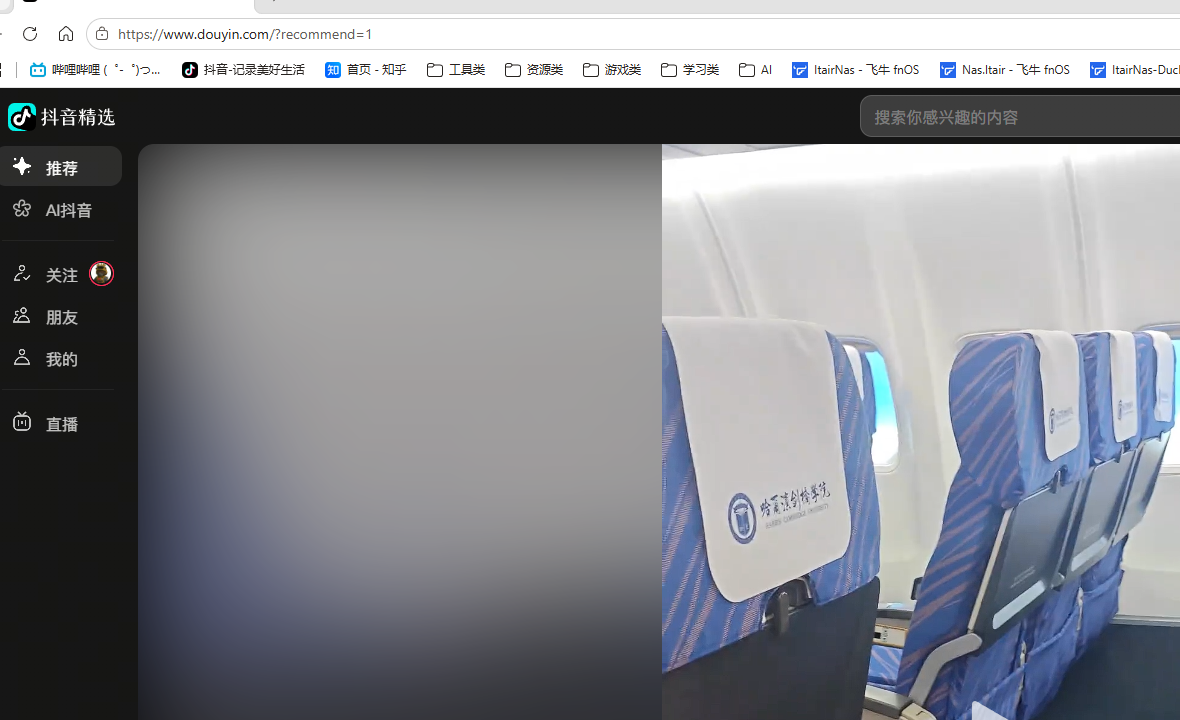 https://www.douyin.com/?recommend=1
哔哩哔哩 (゜-゜)つ...
抖音-记录美好生活
首页 - 知乎
工具类
资源类
游戏类
学习类
AI
ItairNas - 飞牛 fnOS
Nas.Itair - 飞牛 fnOS
ItairNas-Duc
抖音精选
搜索你感兴趣的内容
推荐
AI抖音
关注
朋友
我的
直播
哈尔滨剑桥学院